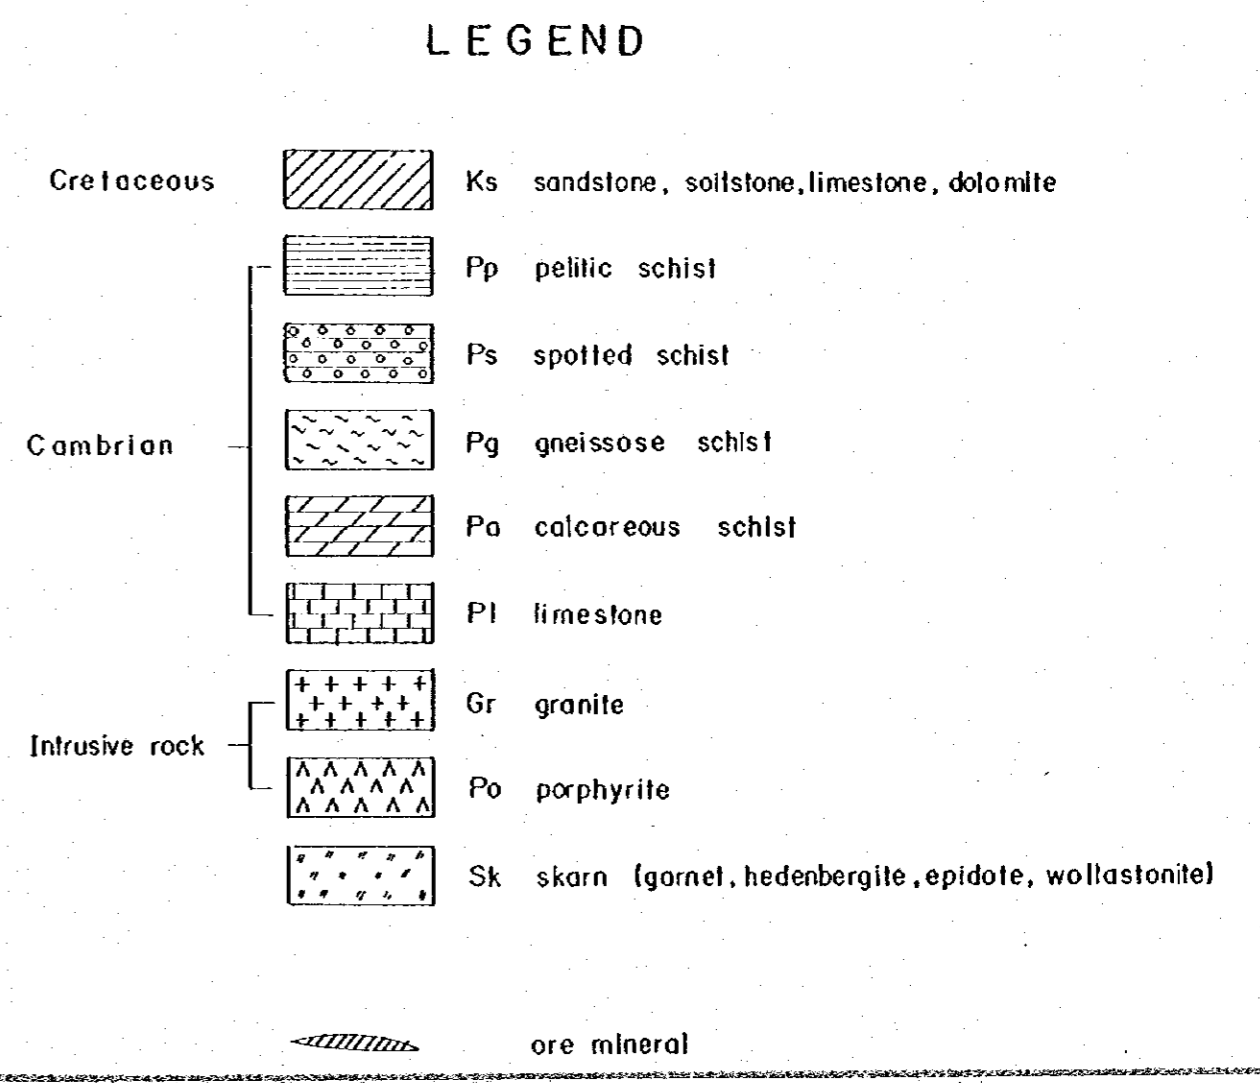 LEGEND
Cretaceous Ks sandstone, soitstone, limestone, dolomite
Pp pelitic schist
Ps spotted schist
Cambrian Pg gneissose schist
Pa calcareous schist
Pl limestone
Gr granite
Intrusive rock
Po porphyrite
Sk skarn (garnet, hedenbergite, epidote, wollastonite)
ore mineral